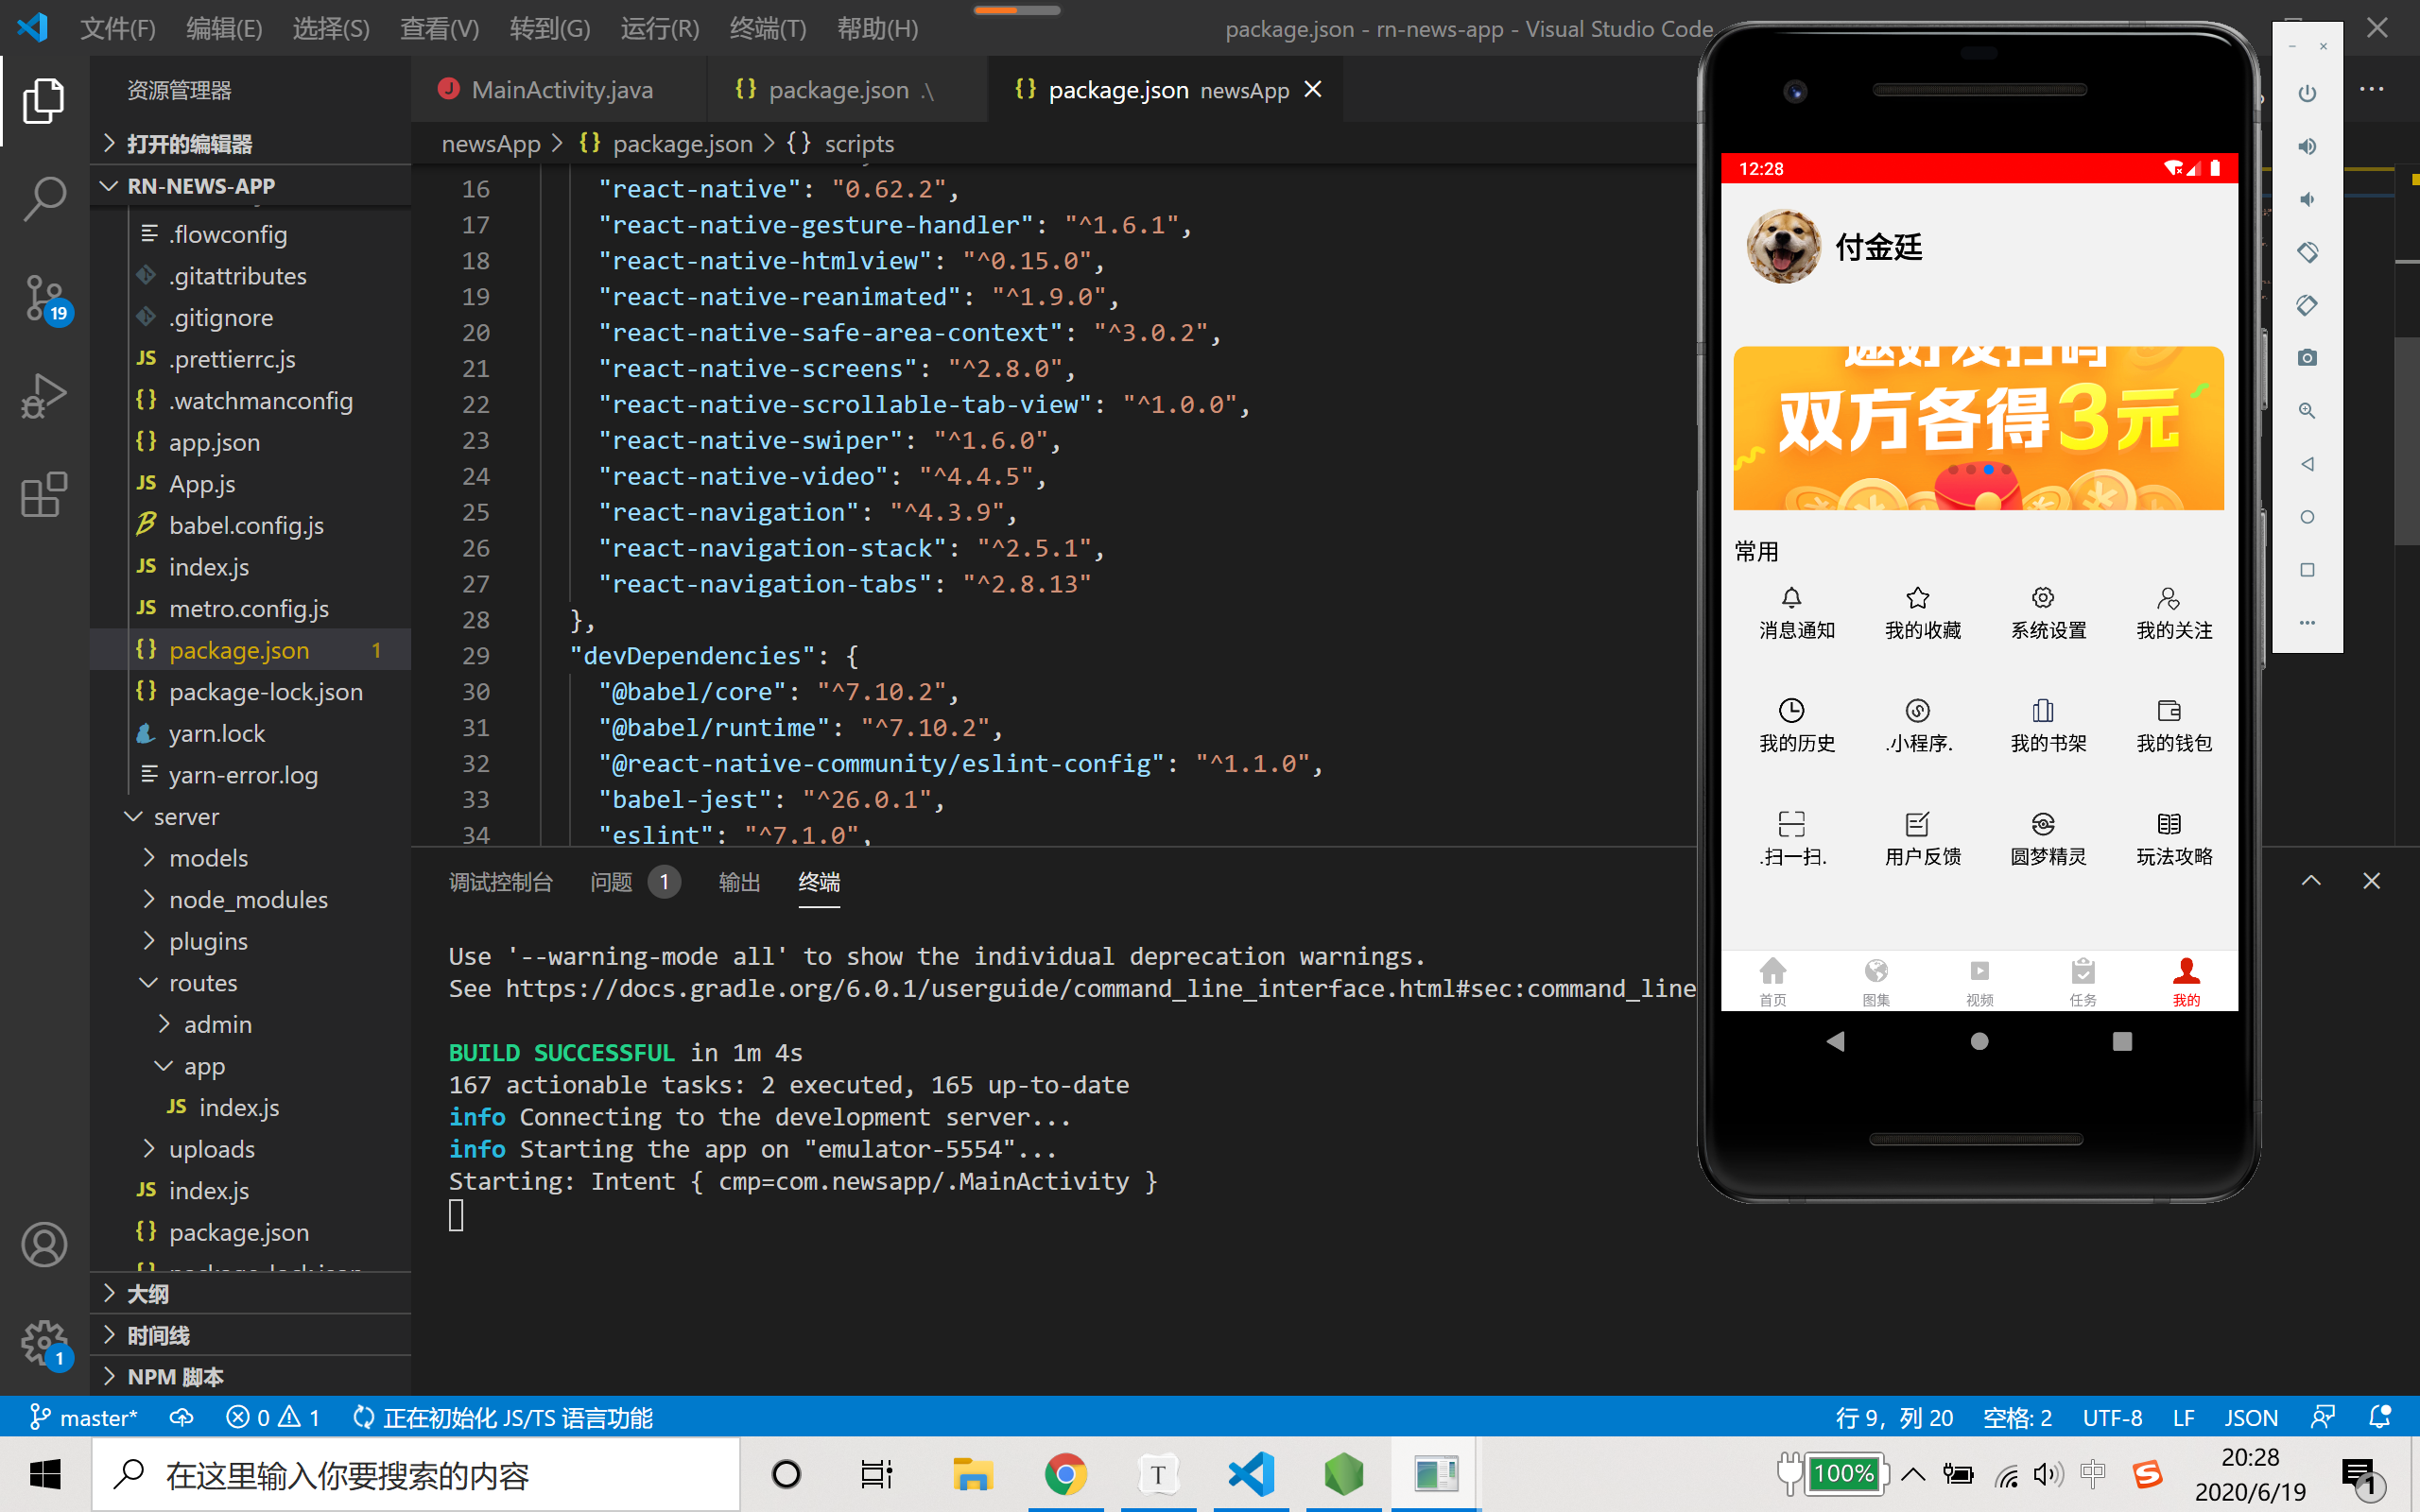 文件(F) 编辑(E) 选择(S) 查看(V) 转到(G) 运行(R) 终端(T) 帮助(H)
package.json - rn-news-app - Visual Studio Code
资源管理器
打开的编辑器
RN-NEWS-APP
.flowconfig
.gitattributes
.gitignore
.prettierrc.js
.watchmanconfig
app.json
App.js
babel.config.js
index.js
metro.config.js
package.json 1
package-lock.json
yarn.lock
yarn-error.log
server
models
node_modules
plugins
routes
admin
app
index.js
uploads
index.js
package.json
package-lock.json
大纲
时间线
NPM 脚本
19
1
MainActivity.java
package.json .\
package.json newsApp
newsApp > {} package.json > {} scripts
16 "react-native": "0.62.2",
17 "react-native-gesture-handler": "^1.6.1",
18 "react-native-htmlview": "^0.15.0",
19 "react-native-reanimated": "^1.9.0",
20 "react-native-safe-area-context": "^3.0.2",
21 "react-native-screens": "^2.8.0",
22 "react-native-scrollable-tab-view": "^1.0.0",
23 "react-native-swiper": "^1.6.0",
24 "react-native-video": "^4.4.5",
25 "react-navigation": "^4.3.9",
26 "react-navigation-stack": "^2.5.1",
27 "react-navigation-tabs": "^2.8.13"
28 },
29 "devDependencies": {
30 "@babel/core": "^7.10.2",
31 "@babel/runtime": "^7.10.2",
32 "@react-native-community/eslint-config": "^1.1.0",
33 "babel-jest": "^26.0.1",
34 "eslint": "^7.1.0",
调试控制台 问题 1 输出 终端
Use '--warning-mode all' to show the individual deprecation warnings.
See https://docs.gradle.org/6.0.1/userguide/command_line_interface.html#sec:command_line
BUILD SUCCESSFUL in 1m 4s
167 actionable tasks: 2 executed, 165 up-to-date
info Connecting to the development server...
info Starting the app on "emulator-5554"...
Starting: Intent { cmp=com.newsapp/.MainActivity }
12:28
付金廷
邀好友扫码
双方各得3元
常用
消息通知 我的收藏 系统设置 我的关注
我的历史 .小程序. 我的书架 我的钱包
.扫一扫. 用户反馈 圆梦精灵 玩法攻略
首页 图集 视频 任务 我的
master* 0 1 正在初始化 JS/TS 语言功能
行 9，列 20 空格: 2 UTF-8 LF JSON
在这里输入你要搜索的内容
T
100%
中
20:28
2020/6/19
1